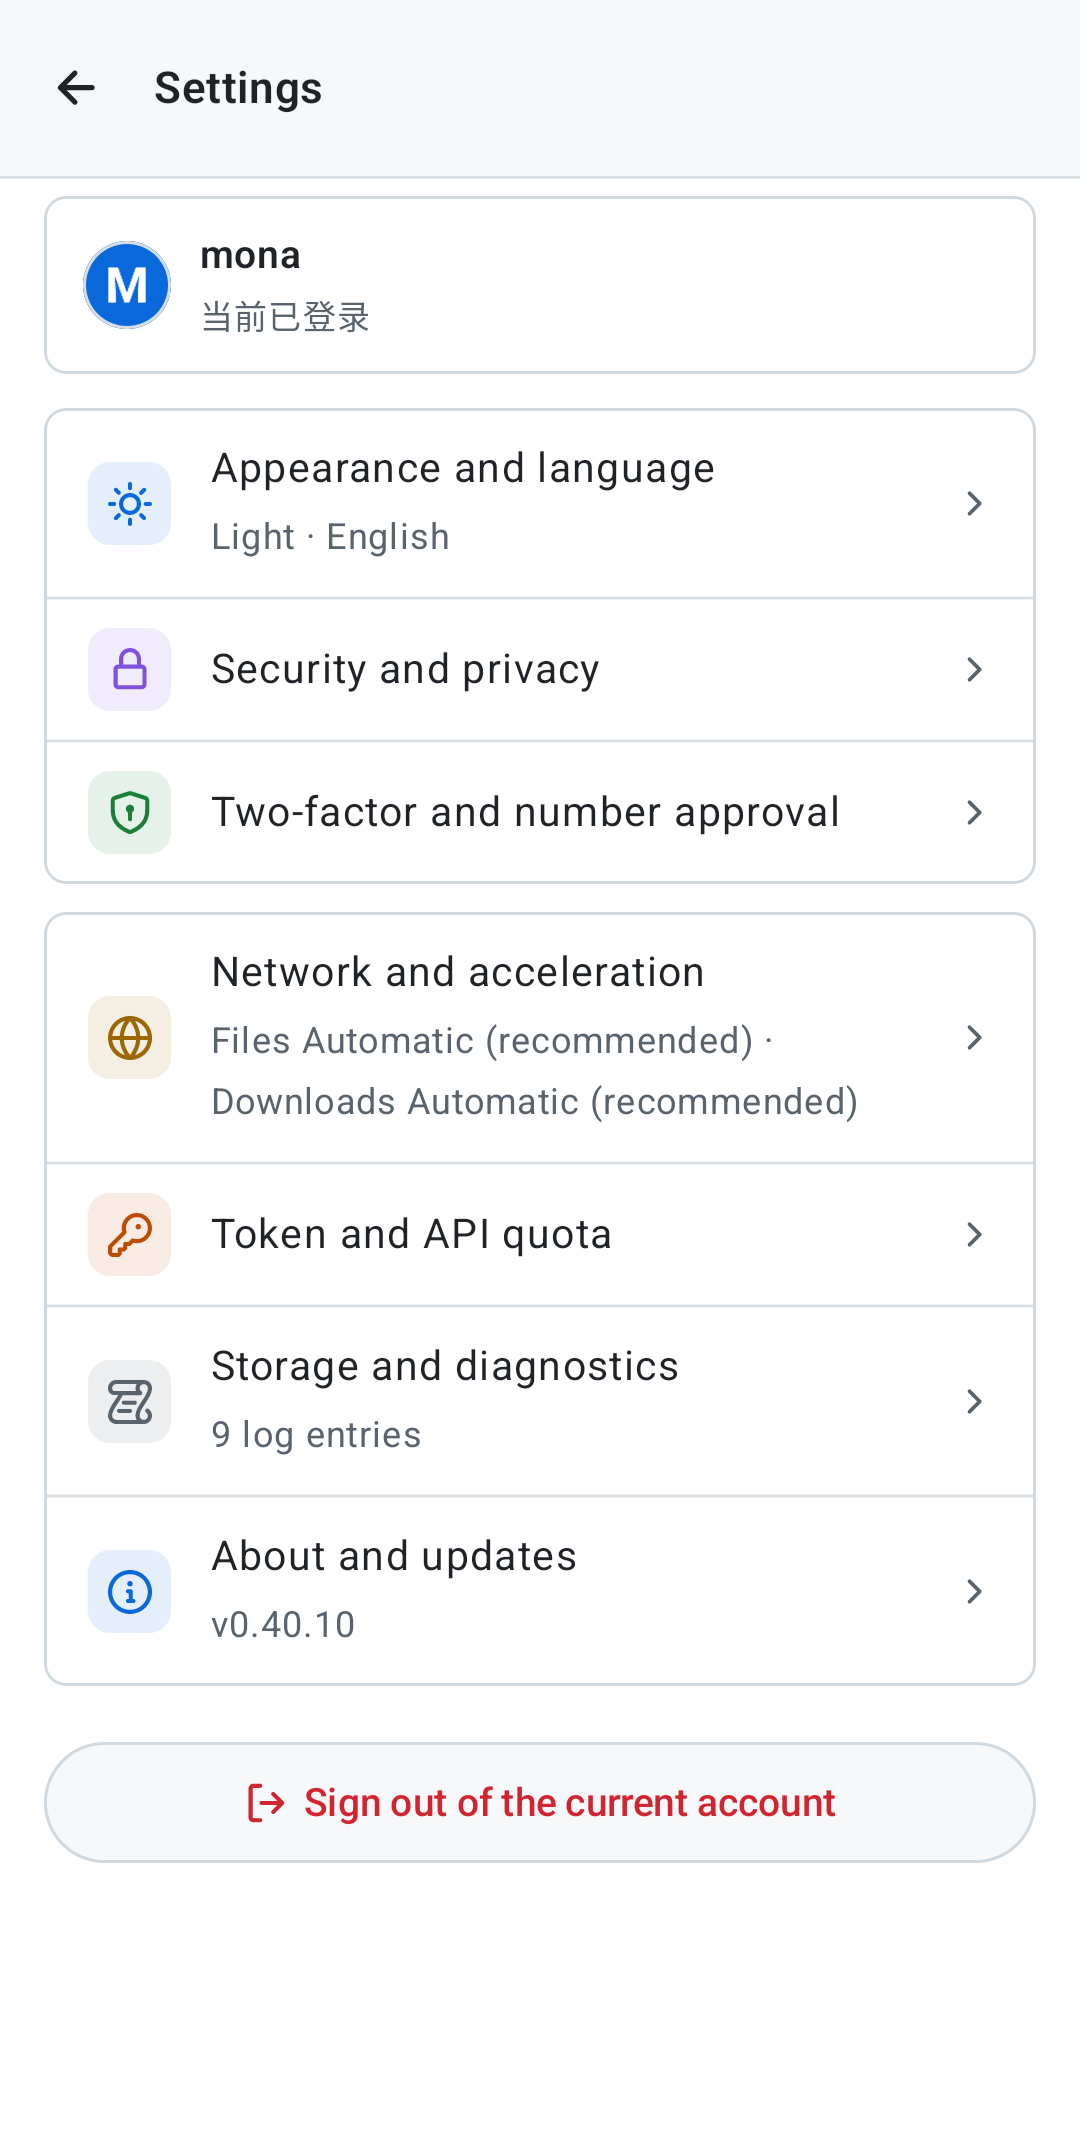 Settings
M
mona
当前已登录
Appearance and language
Light · English
Security and privacy
Two-factor and number approval
Network and acceleration
Files Automatic (recommended) ·
Downloads Automatic (recommended)
Token and API quota
Storage and diagnostics
9 log entries
About and updates
v0.40.10
Sign out of the current account